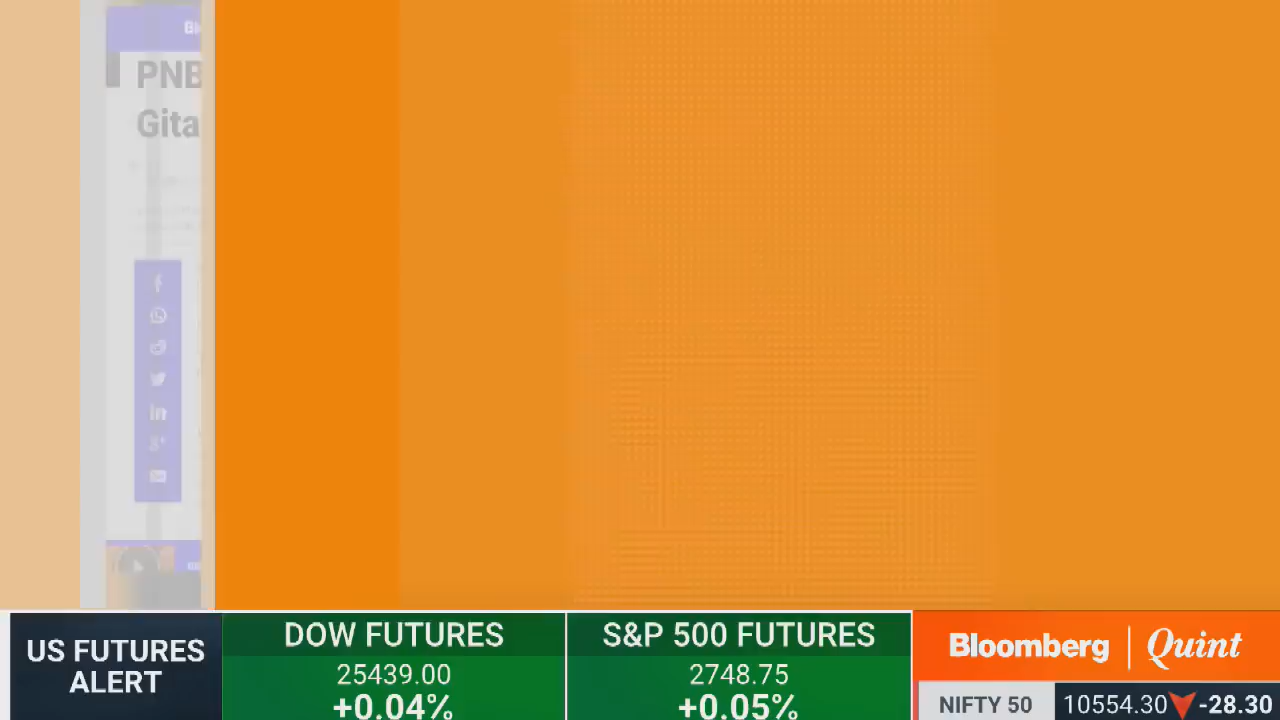 PNB
Gita
US FUTURES
ALERT
DOW FUTURES
25439.00
+0.04%
S&P 500 FUTURES
2748.75
+0.05%
Bloomberg | Quint
NIFTY 50 10554.30 -28.30